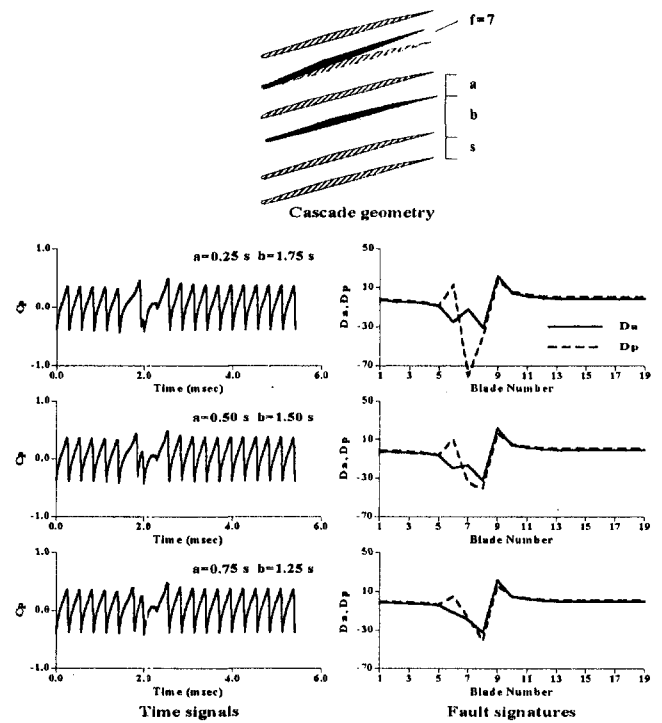 f=7
a
b
s
Cascade geometry
a=0.25 s b=1.75 s
1.0
0.0
-1.0
Cp
0.0 2.0 4.0 6.0
Time (msec)
50
10
-30
-70
Da, Dp
Da
Dp
1 3 5 7 9 11 13 15 17 19
Blade Number
a=0.50 s b=1.50 s
1.0
0.0
-1.0
Cp
0.0 2.0 4.0 6.0
Time (msec)
50
10
-30
-70
Da, Dp
1 3 5 7 9 11 13 15 17 19
Blade Number
a=0.75 s b=1.25 s
1.0
0.0
-1.0
Cp
0.0 2.0 4.0 6.0
Time (msec)
50
10
-30
-70
Da, Dp
1 3 5 7 9 11 13 15 17 19
Blade Number
Time signals
Fault signatures